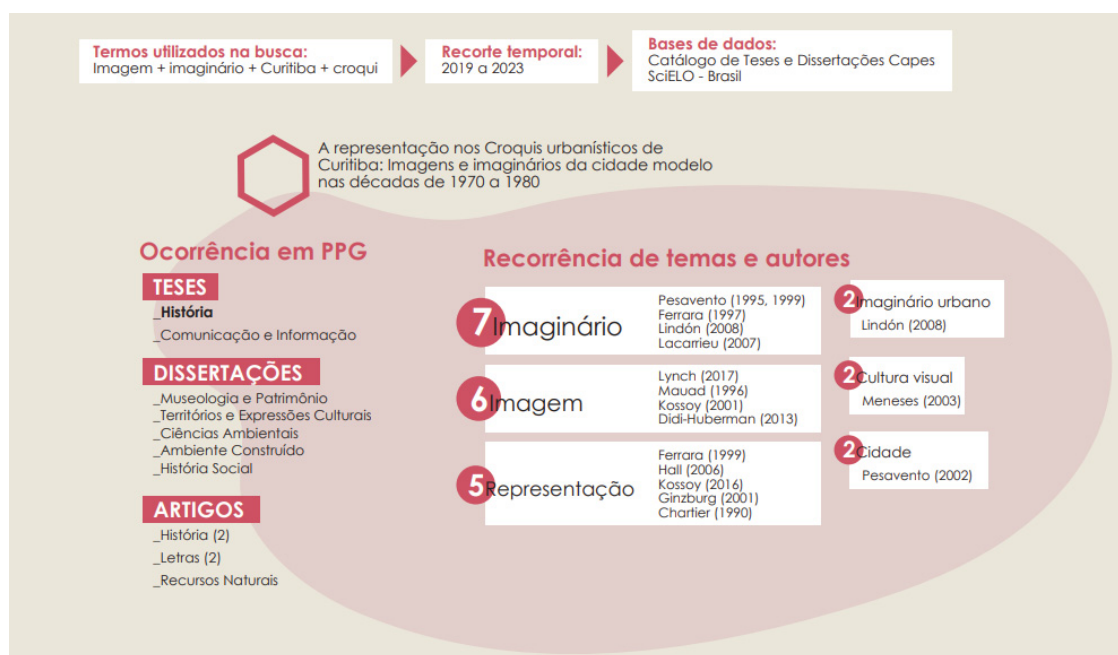 Termos utilizados na busca:
Imagem + imaginário + Curitiba + croqui
Recorte temporal:
2019 a 2023
Bases de dados:
Catálogo de Teses e Dissertações Capes
SciELO - Brasil
A representação nos Croquis urbanísticos de
Curitiba: Imagens e imaginários da cidade modelo
nas décadas de 1970 a 1980
Ocorrência em PPG
TESES
_História
_Comunicação e Informação
DISSERTAÇÕES
_Museologia e Patrimônio
_Territórios e Expressões Culturais
_Ciências Ambientais
_Ambiente Construído
_História Social
ARTIGOS
_História (2)
_Letras (2)
_Recursos Naturais
Recorrência de temas e autores
7 Imaginário
Pesavento (1995, 1999)
Ferrara (1997)
Lindón (2008)
Lacarrieu (2007)
6 Imagem
Lynch (2017)
Mauad (1996)
Kossoy (2001)
Didi-Huberman (2013)
5 Representação
Ferrara (1999)
Hall (2006)
Kossoy (2016)
Ginzburg (2001)
Chartier (1990)
2 Imaginário urbano
Lindón (2008)
2 Cultura visual
Meneses (2003)
2 Cidade
Pesavento (2002)